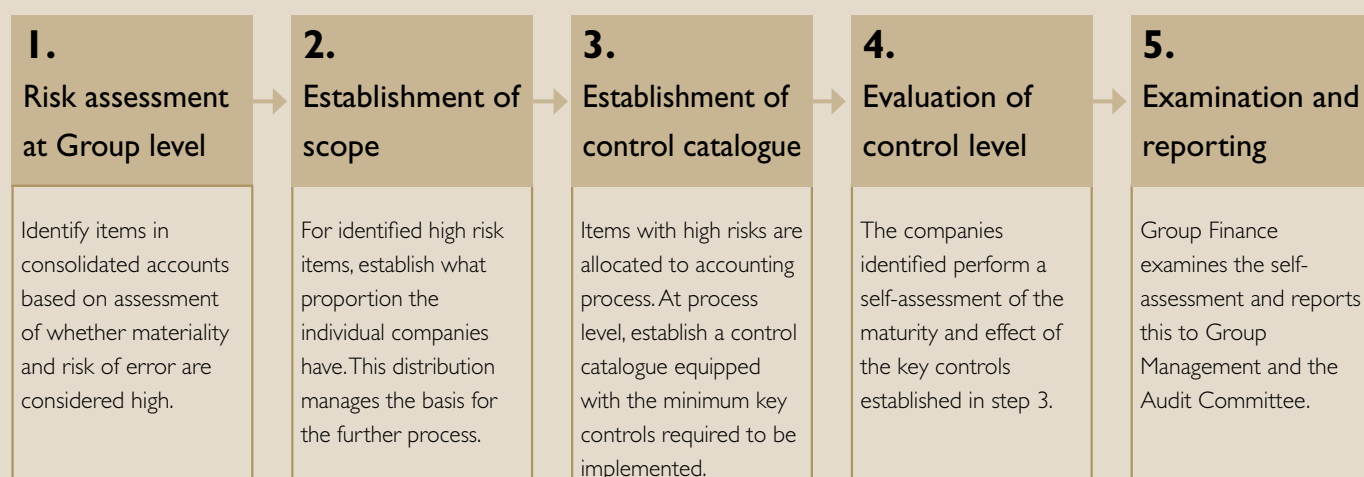 1.
Risk assessment
at Group level
Identify items in
consolidated accounts
based on assessment
of whether materiality
and risk of error are
considered high.
2.
Establishment of
scope
For identified high risk
items, establish what
proportion the
individual companies
have. This distribution
manages the basis for
the further process.
3.
Establishment of
control catalogue
Items with high risks are
allocated to accounting
process. At process
level, establish a control
catalogue equipped
with the minimum key
controls required to be
implemented.
4.
Evaluation of
control level
The companies
identified perform a
self-assessment of the
maturity and effect of
the key controls
established in step 3.
5.
Examination and
reporting
Group Finance
examines the self-
assessment and reports
this to Group
Management and the
Audit Committee.